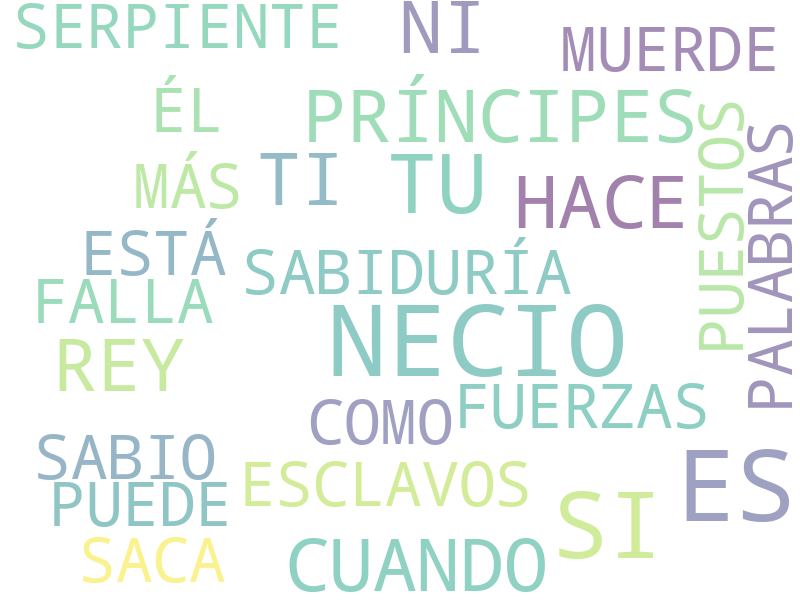 SERPIENTE
NI
MUERDE
ÉL
PRÍNCIPES
PUESTOS
PALABRAS
MÁS
TI
TU
HACE
ESTÁ
SABIDURÍA
FALLA
NECIO
REY
FUERZAS
COMO
SABIO
ES
ESCLAVOS
PUEDE
SI
SACA
CUANDO